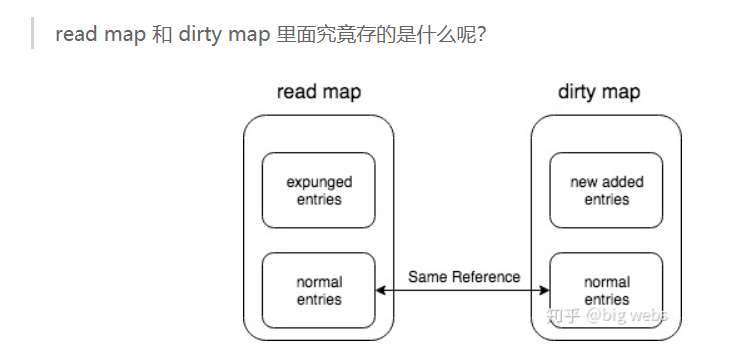 read map 和 dirty map 里面究竟存的是什么呢?
read map
dirty map
expunged
entries
new added
entries
Same Reference
normal
entries
normal
entries
知乎 @big webs